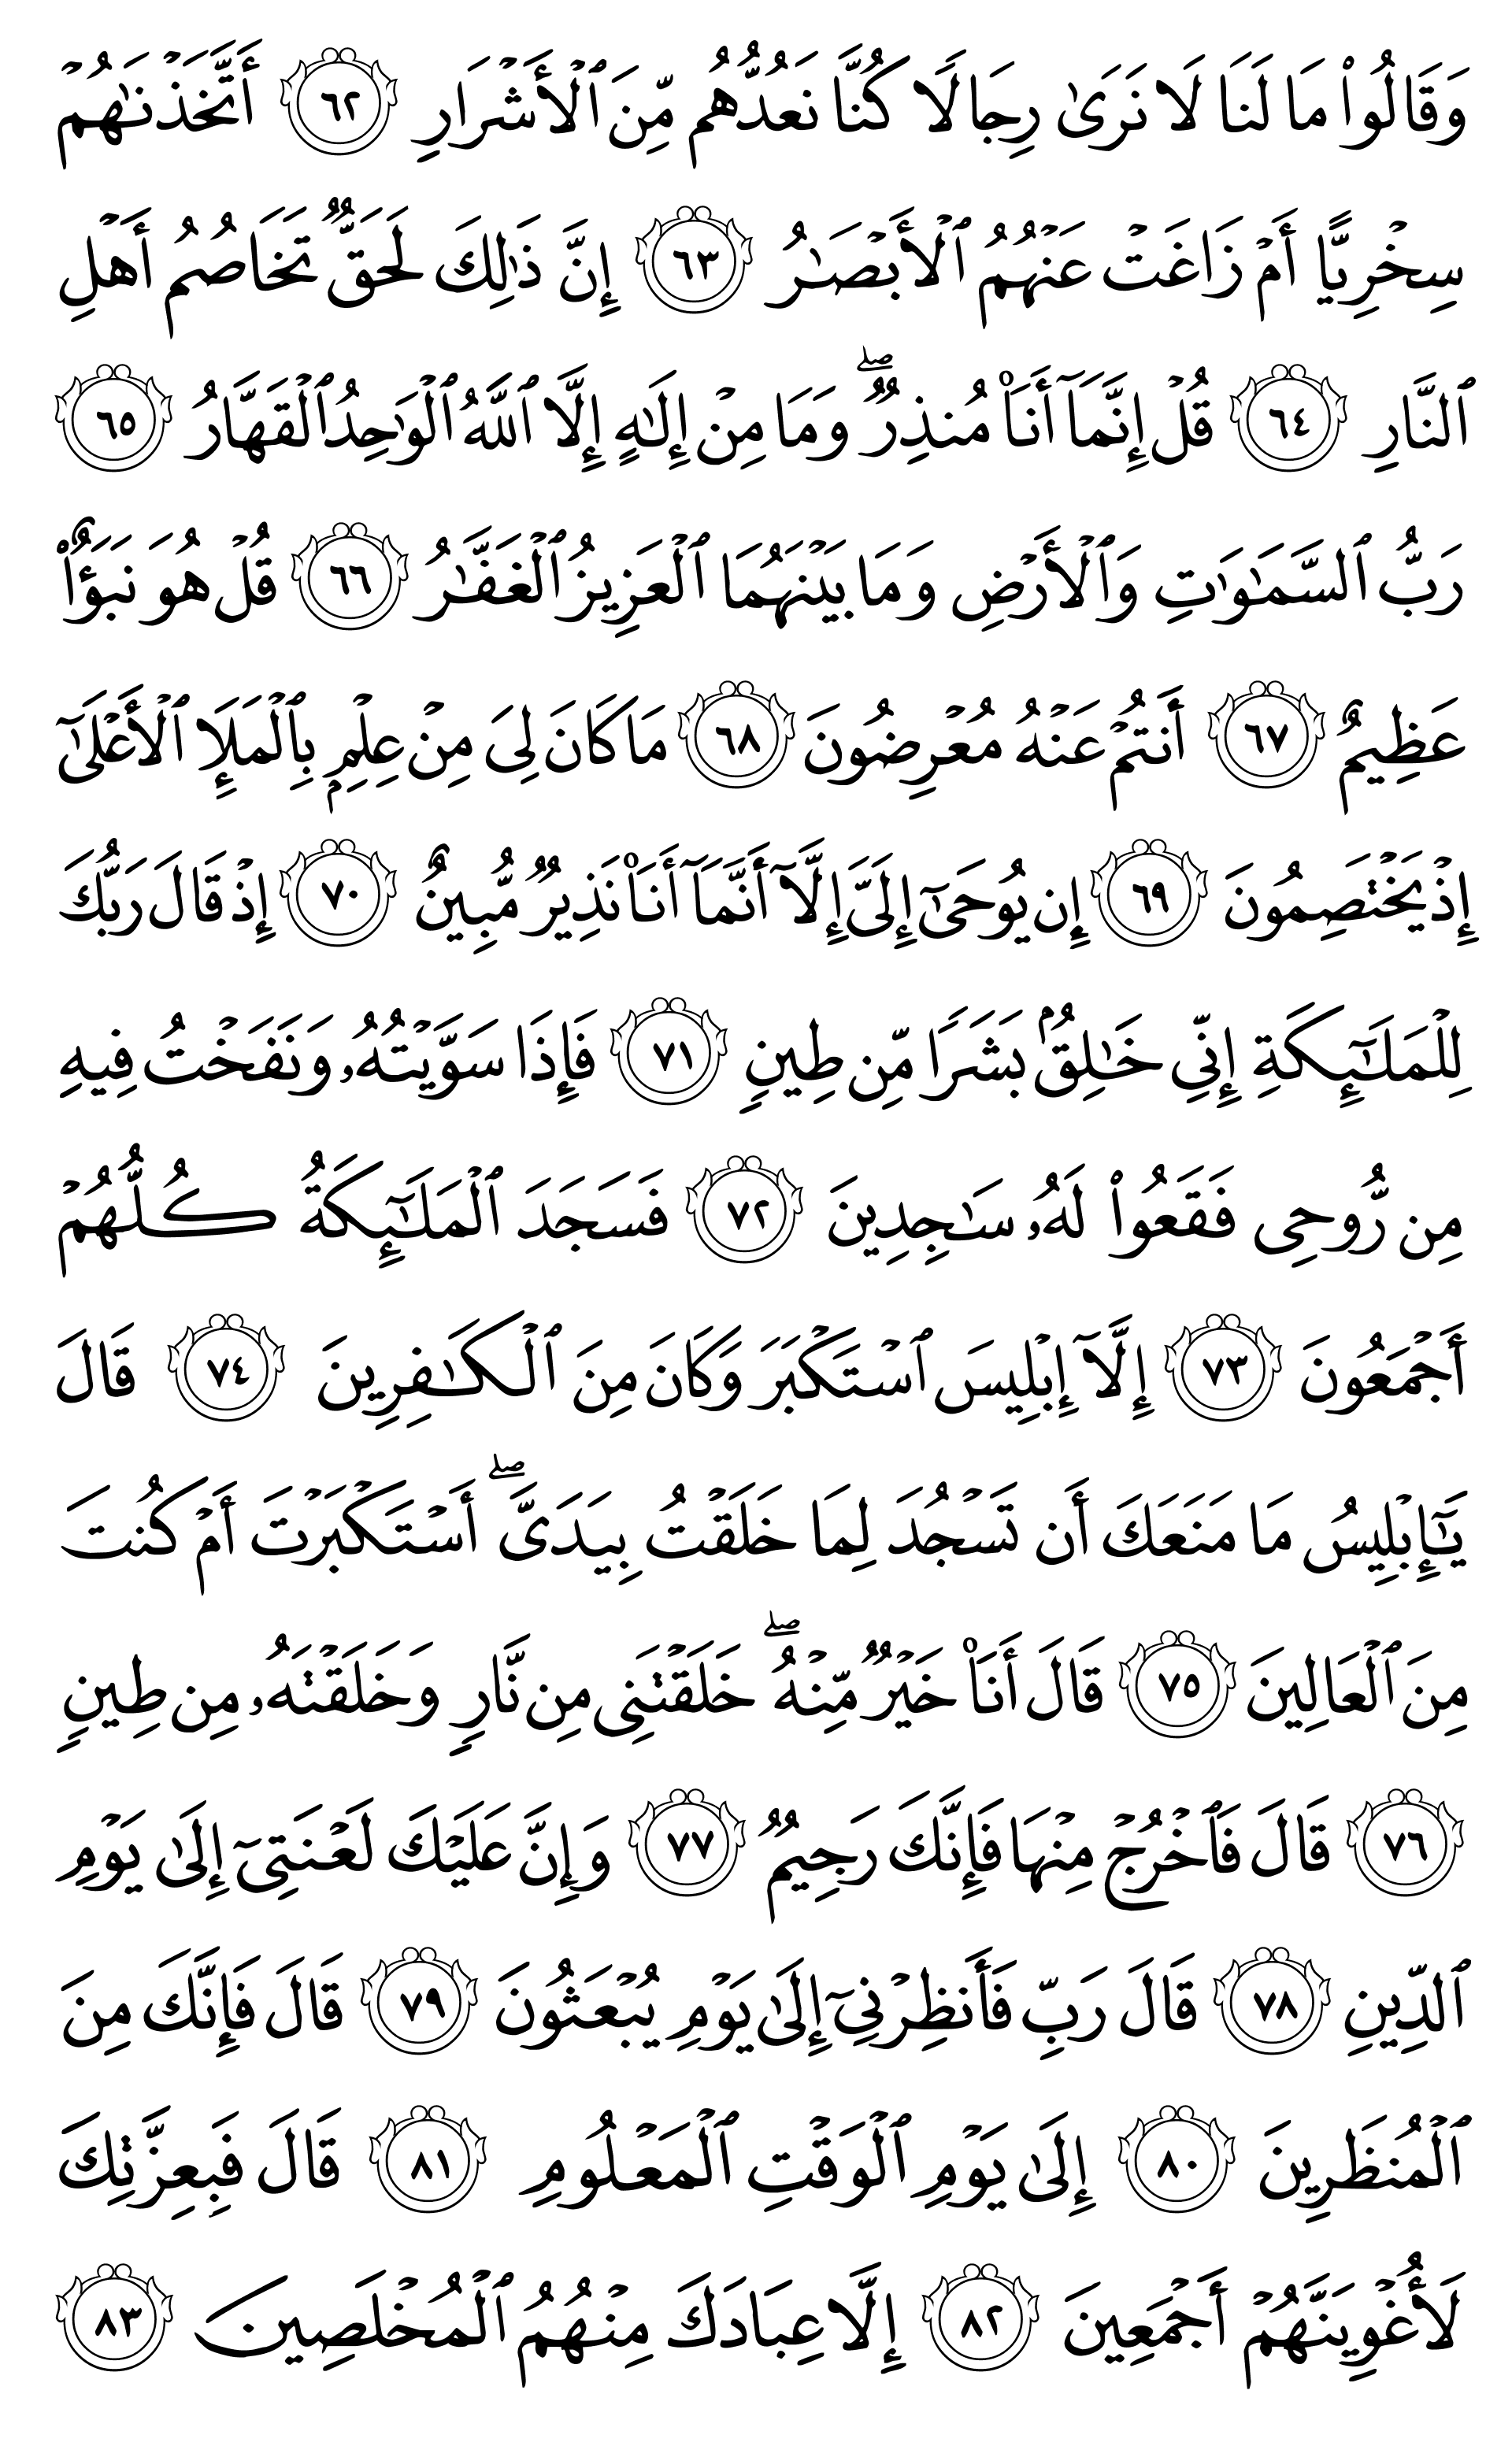 وَقَالُوا۟ مَا لَنَا لَا نَرَىٰ رِجَالًا كُنَّا نَعُدُّهُم مِّنَ ٱلْأَشْرَارِ ٦٢ أَتَّخَذْنَـٰهُمْ
سِخْرِيًّا أَمْ زَاغَتْ عَنْهُمُ ٱلْأَبْصَـٰرُ ٦٣ إِنَّ ذَٰلِكَ لَحَقٌّ تَخَاصُمُ أَهْلِ
ٱلنَّارِ ٦٤ قُلْ إِنَّمَآ أَنَا۠ مُنذِرٌ ۖ وَمَا مِنْ إِلَـٰهٍ إِلَّا ٱللَّهُ ٱلْوَٰحِدُ ٱلْقَهَّارُ ٦٥
رَبُّ ٱلسَّمَـٰوَٰتِ وَٱلْأَرْضِ وَمَا بَيْنَهُمَا ٱلْعَزِيزُ ٱلْغَفَّـٰرُ ٦٦ قُلْ هُوَ نَبَؤٌا۟
عَظِيمٌ ٦٧ أَنتُمْ عَنْهُ مُعْرِضُونَ ٦٨ مَا كَانَ لِىَ مِنْ عِلْمٍۭ بِٱلْمَلَإِ ٱلْأَعْلَىٰٓ
إِذْ يَخْتَصِمُونَ ٦٩ إِن يُوحَىٰٓ إِلَىَّ إِلَّآ أَنَّمَآ أَنَا۠ نَذِيرٌ مُّبِينٌ ٧٠ إِذْ قَالَ رَبُّكَ
لِلْمَلَـٰٓئِكَةِ إِنِّى خَـٰلِقٌۢ بَشَرًا مِّن طِينٍ ٧١ فَإِذَا سَوَّيْتُهُۥ وَنَفَخْتُ فِيهِ
مِن رُّوحِى فَقَعُوا۟ لَهُۥ سَـٰجِدِينَ ٧٢ فَسَجَدَ ٱلْمَلَـٰٓئِكَةُ كُلُّهُمْ
أَجْمَعُونَ ٧٣ إِلَّآ إِبْلِيسَ ٱسْتَكْبَرَ وَكَانَ مِنَ ٱلْكَـٰفِرِينَ ٧٤ قَالَ
يَـٰٓإِبْلِيسُ مَا مَنَعَكَ أَن تَسْجُدَ لِمَا خَلَقْتُ بِيَدَىَّ ۖ أَسْتَكْبَرْتَ أَمْ كُنتَ
مِنَ ٱلْعَالِينَ ٧٥ قَالَ أَنَا۠ خَيْرٌ مِّنْهُ ۖ خَلَقْتَنِى مِن نَّارٍ وَخَلَقْتَهُۥ مِن طِينٍ
٧٦ قَالَ فَٱخْرُجْ مِنْهَا فَإِنَّكَ رَجِيمٌ ٧٧ وَإِنَّ عَلَيْكَ لَعْنَتِىٓ إِلَىٰ يَوْمِ
ٱلدِّينِ ٧٨ قَالَ رَبِّ فَأَنظِرْنِىٓ إِلَىٰ يَوْمِ يُبْعَثُونَ ٧٩ قَالَ فَإِنَّكَ مِنَ
ٱلْمُنظَرِينَ ٨٠ إِلَىٰ يَوْمِ ٱلْوَقْتِ ٱلْمَعْلُومِ ٨١ قَالَ فَبِعِزَّتِكَ
لَأُغْوِيَنَّهُمْ أَجْمَعِينَ ٨٢ إِلَّا عِبَادَكَ مِنْهُمُ ٱلْمُخْلَصِينَ ٨٣